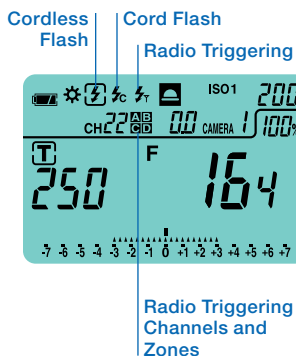 Cordless
Flash
Cord Flash
Radio Triggering
C T ISO1 200
CH22 AB CD 0.0 CAMERA 1 100%
T F
250 16 4
-7 -6 -5 -4 -3 -2 -1 0 +1 +2 +3 +4 +5 +6 +7
Radio Triggering
Channels and
Zones